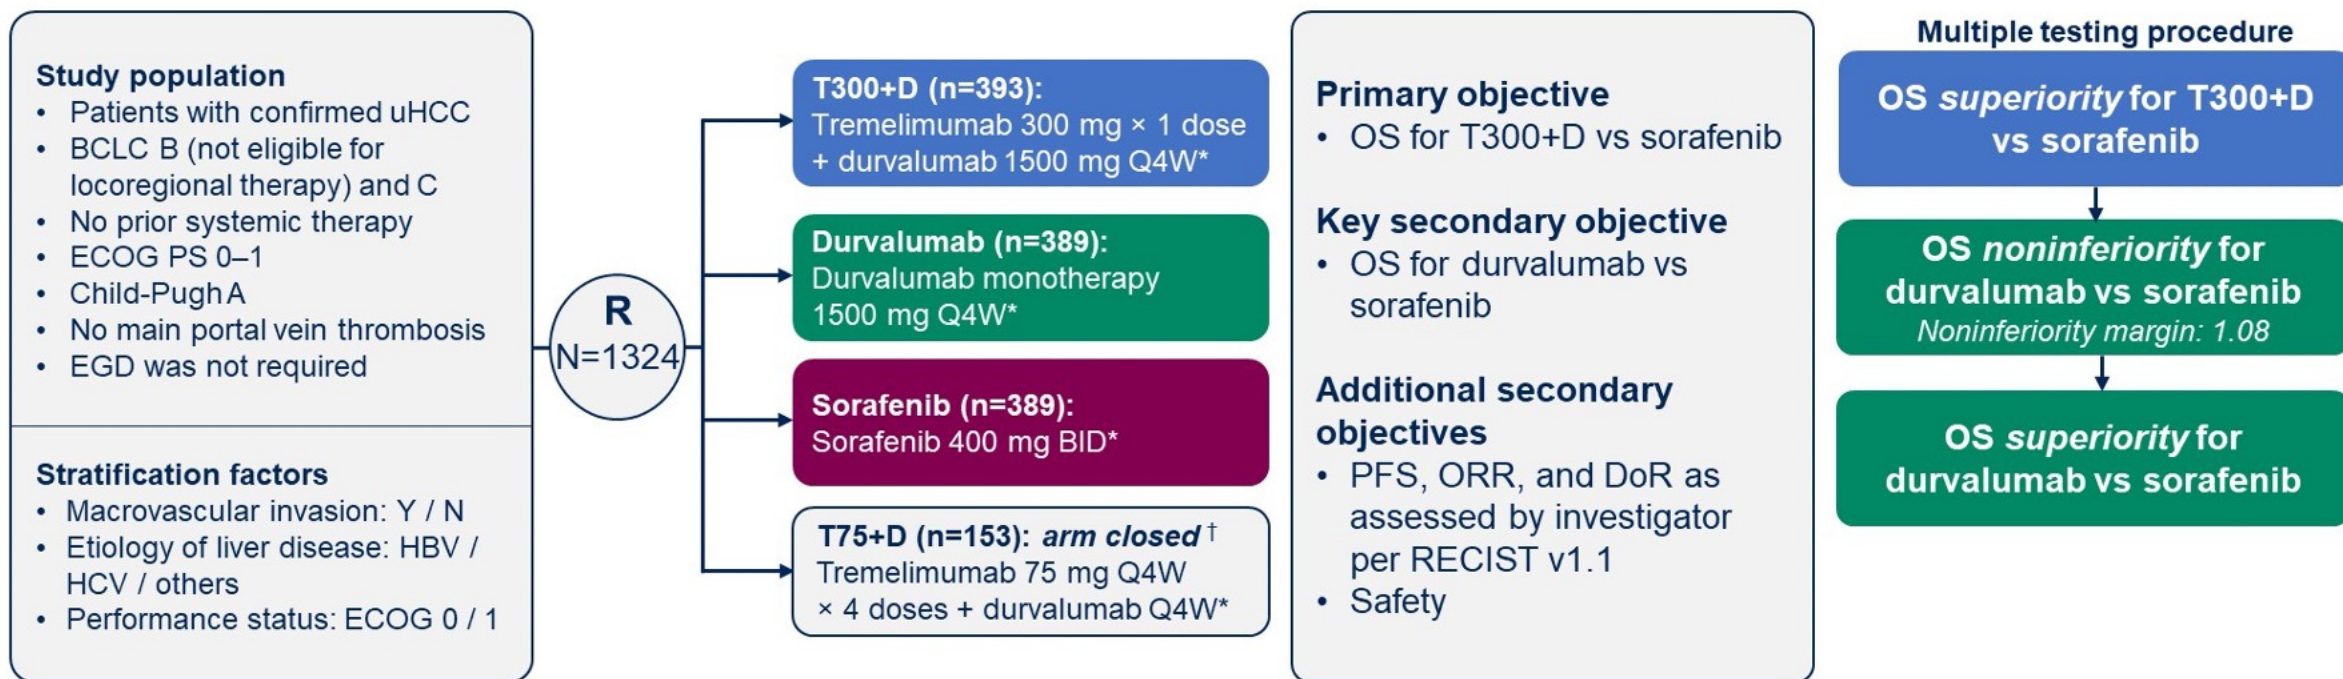 Study population
• Patients with confirmed uHCC
• BCLC B (not eligible for
locoregional therapy) and C
• No prior systemic therapy
• ECOG PS 0–1
• Child-Pugh A
• No main portal vein thrombosis
• EGD was not required
Stratification factors
• Macrovascular invasion: Y / N
• Etiology of liver disease: HBV /
HCV / others
• Performance status: ECOG 0 / 1
R
N=1324
T300+D (n=393):
Tremelimumab 300 mg × 1 dose
+ durvalumab 1500 mg Q4W*
Durvalumab (n=389):
Durvalumab monotherapy
1500 mg Q4W*
Sorafenib (n=389):
Sorafenib 400 mg BID*
T75+D (n=153): arm closed †
Tremelimumab 75 mg Q4W
× 4 doses + durvalumab Q4W*
Primary objective
• OS for T300+D vs sorafenib
Key secondary objective
• OS for durvalumab vs
sorafenib
Additional secondary
objectives
• PFS, ORR, and DoR as
assessed by investigator
per RECIST v1.1
• Safety
Multiple testing procedure
OS superiority for T300+D
vs sorafenib
OS noninferiority for
durvalumab vs sorafenib
Noninferiority margin: 1.08
OS superiority for
durvalumab vs sorafenib